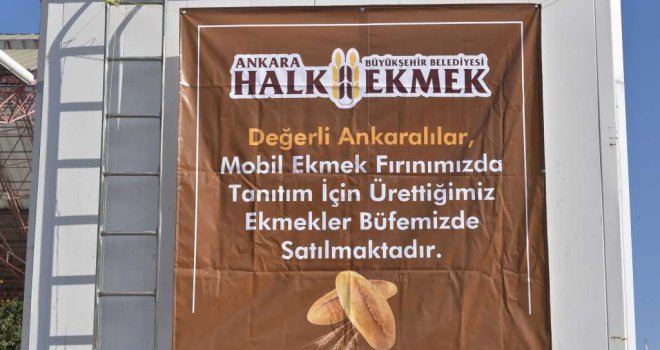 ANKARA BÜYÜKŞEHİR BELEDİYESİ
HALK EKMEK
Değerli Ankaralılar,
Mobil Ekmek Fırınımızda
Tanıtım İçin Ürettiğimiz
Ekmekler Büfemizde
Satılmaktadır.